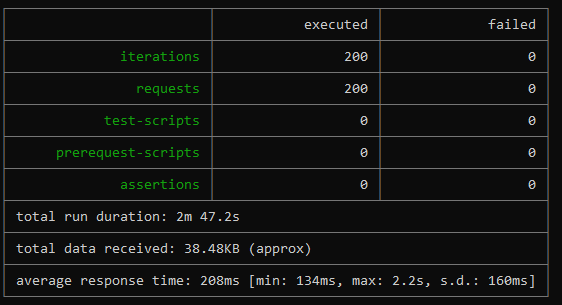 executed failed
iterations 200 0
requests 200 0
test-scripts 0 0
prerequest-scripts 0 0
assertions 0 0
total run duration: 2m 47.2s
total data received: 38.48KB (approx)
average response time: 208ms [min: 134ms, max: 2.2s, s.d.: 160ms]